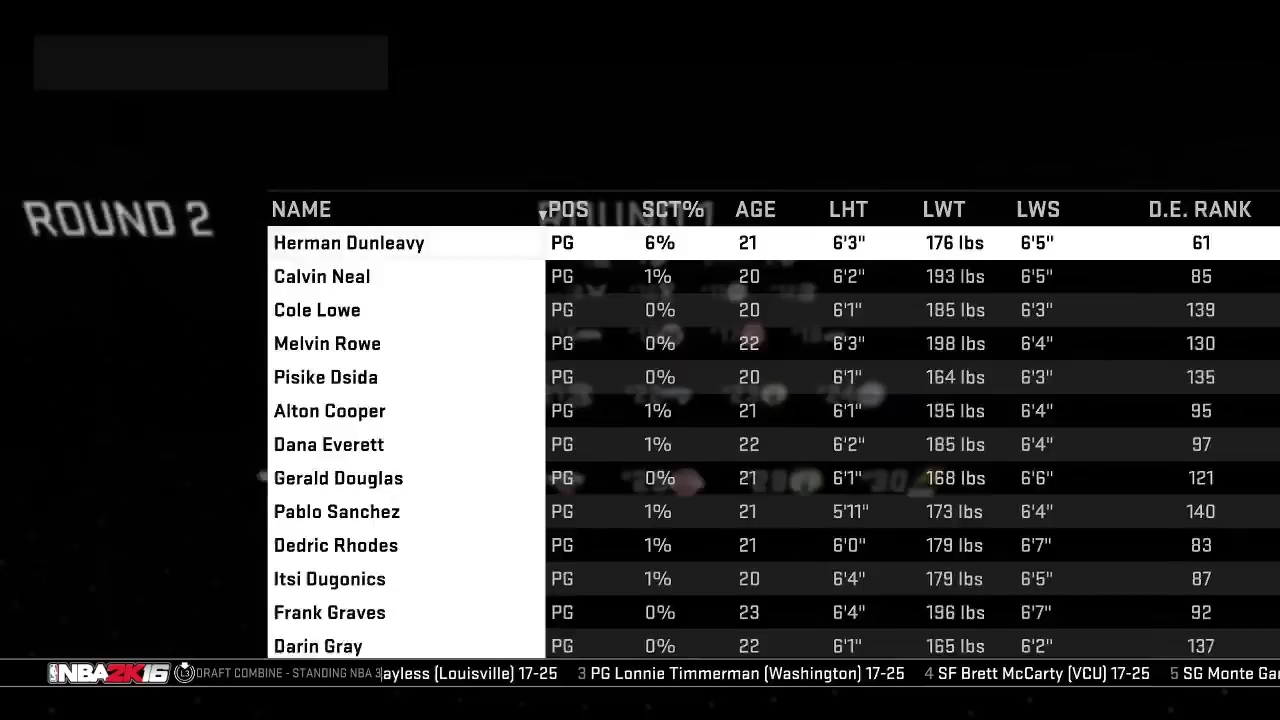 ROUND 2
NAME POS SCT% AGE LHT LWT LWS D.E. RANK
Herman Dunleavy PG 6% 21 6'3" 176 lbs 6'5" 61
Calvin Neal PG 1% 20 6'2" 193 lbs 6'5" 85
Cole Lowe PG 0% 20 6'1" 185 lbs 6'3" 139
Melvin Rowe PG 0% 22 6'3" 198 lbs 6'4" 130
Pisike Dsida PG 0% 20 6'1" 164 lbs 6'3" 135
Alton Cooper PG 1% 21 6'1" 195 lbs 6'4" 95
Dana Everett PG 1% 22 6'2" 185 lbs 6'4" 97
Gerald Douglas PG 0% 21 6'1" 168 lbs 6'6" 121
Pablo Sanchez PG 1% 21 5'11" 173 lbs 6'4" 140
Dedric Rhodes PG 1% 21 6'0" 179 lbs 6'7" 83
Itsi Dugonics PG 1% 20 6'4" 179 lbs 6'5" 87
Frank Graves PG 0% 23 6'4" 196 lbs 6'7" 92
Darin Gray PG 0% 22 6'1" 165 lbs 6'2" 137
NBA2K16 L3 DRAFT COMBINE - STANDING NBA 3 ayless (Louisville) 17-25 3 PG Lonnie Timmerman (Washington) 17-25 4 SF Brett McCarty (VCU) 17-25 5 SG Monte Gar